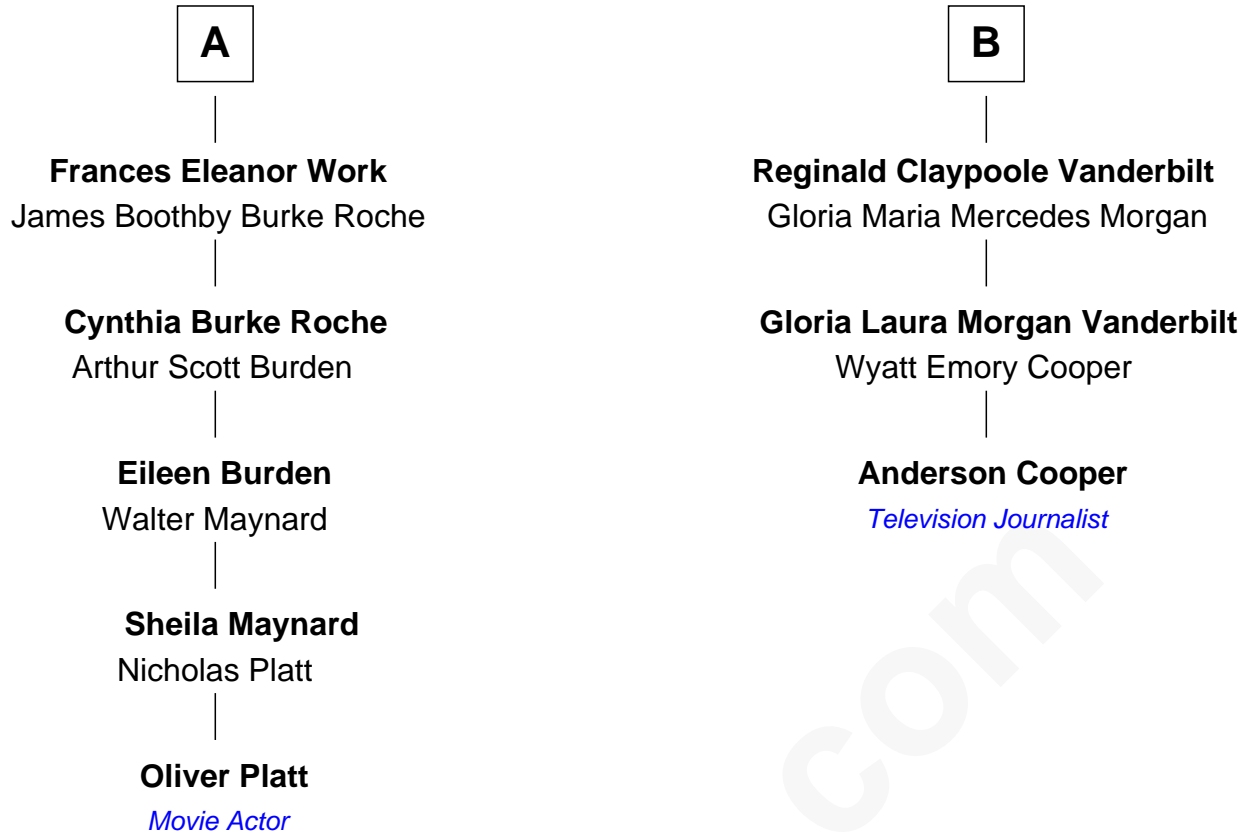 A
Frances Eleanor Work
James Boothby Burke Roche
Cynthia Burke Roche
Arthur Scott Burden
Eileen Burden
Walter Maynard
Sheila Maynard
Nicholas Platt
Oliver Platt
Movie Actor
B
Reginald Claypoole Vanderbilt
Gloria Maria Mercedes Morgan
Gloria Laura Morgan Vanderbilt
Wyatt Emory Cooper
Anderson Cooper
Television Journalist
com